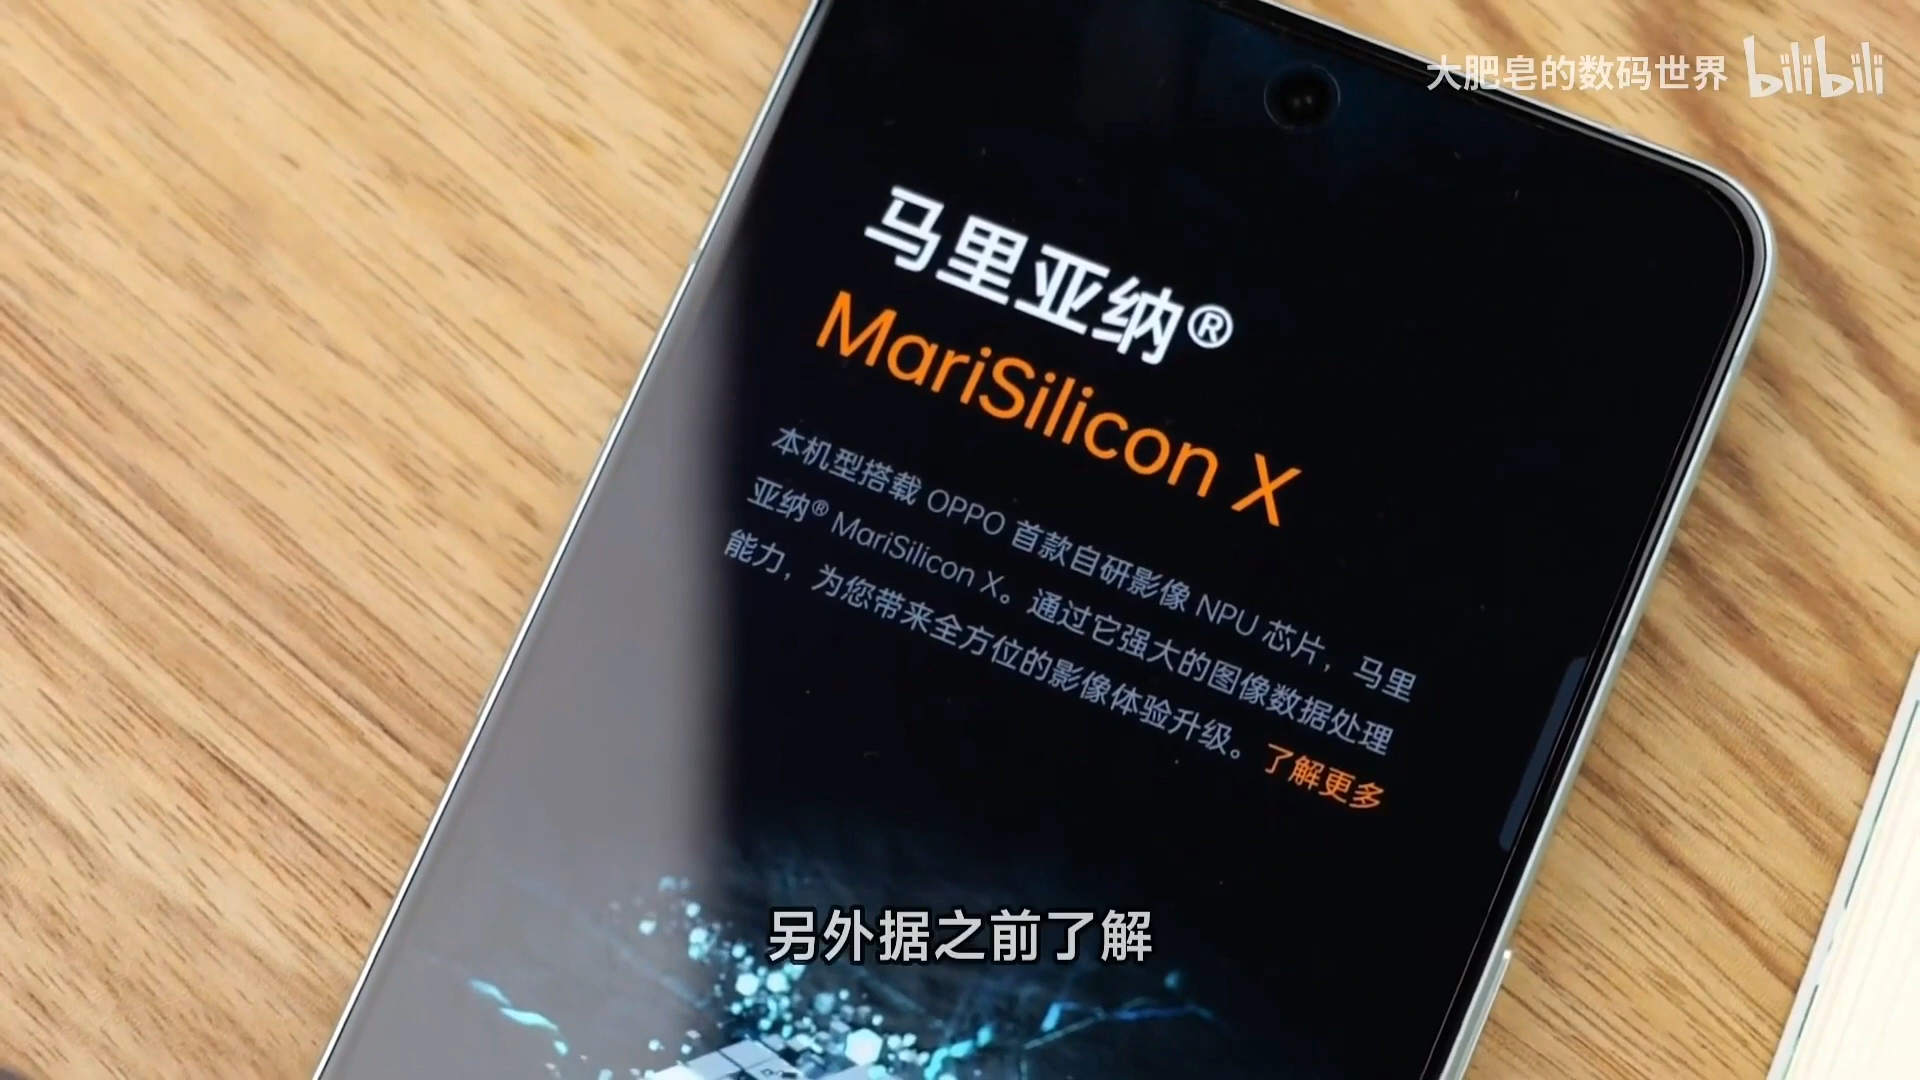 大肥皂的数码世界 bilibili
马里亚纳®
MariSilicon X
本机型搭载 OPPO 首款自研影像 NPU 芯片，马里
亚纳® MariSilicon X。通过它强大的图像数据处理
能力，为您带来全方位的影像体验升级。了解更多
另外据之前了解